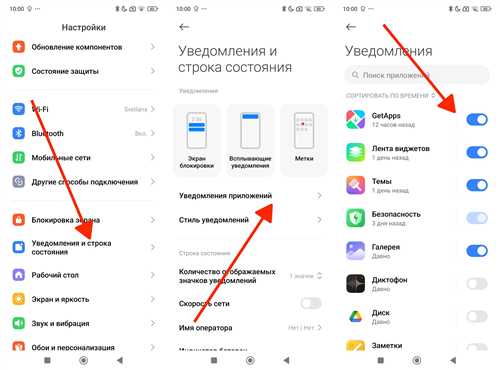 10:00
Настройки
Обновление компонентов
Состояние защиты
Wi-Fi
Svetlana
Bluetooth
Вкл.
Мобильные сети
Другие способы подключения
Блокировка экрана
Уведомления и строка
состояния
Рабочий стол
Экран и яркость
Звук и вибрация
Обои и персонализация
10:00
Уведомления и
строка состояния
Уведомления
Экран
блокировки
Всплывающие
уведомления
Метки
Уведомления приложений
Стиль уведомлений
Строка состояния
Количество отображаемых
значков уведомлений
1 значок
Скорость сети
Имя оператора
Нет / Нет
10:00
Уведомления
Поиск приложений
СОРТИРОВАТЬ ПО ВРЕМЕНИ
GetApps
12 часов назад
Лента виджетов
1 день назад
Темы
1 день назад
Безопасность
3 дня назад
Галерея
Давно
Диктофон
Давно
Диск
Давно
Заметки